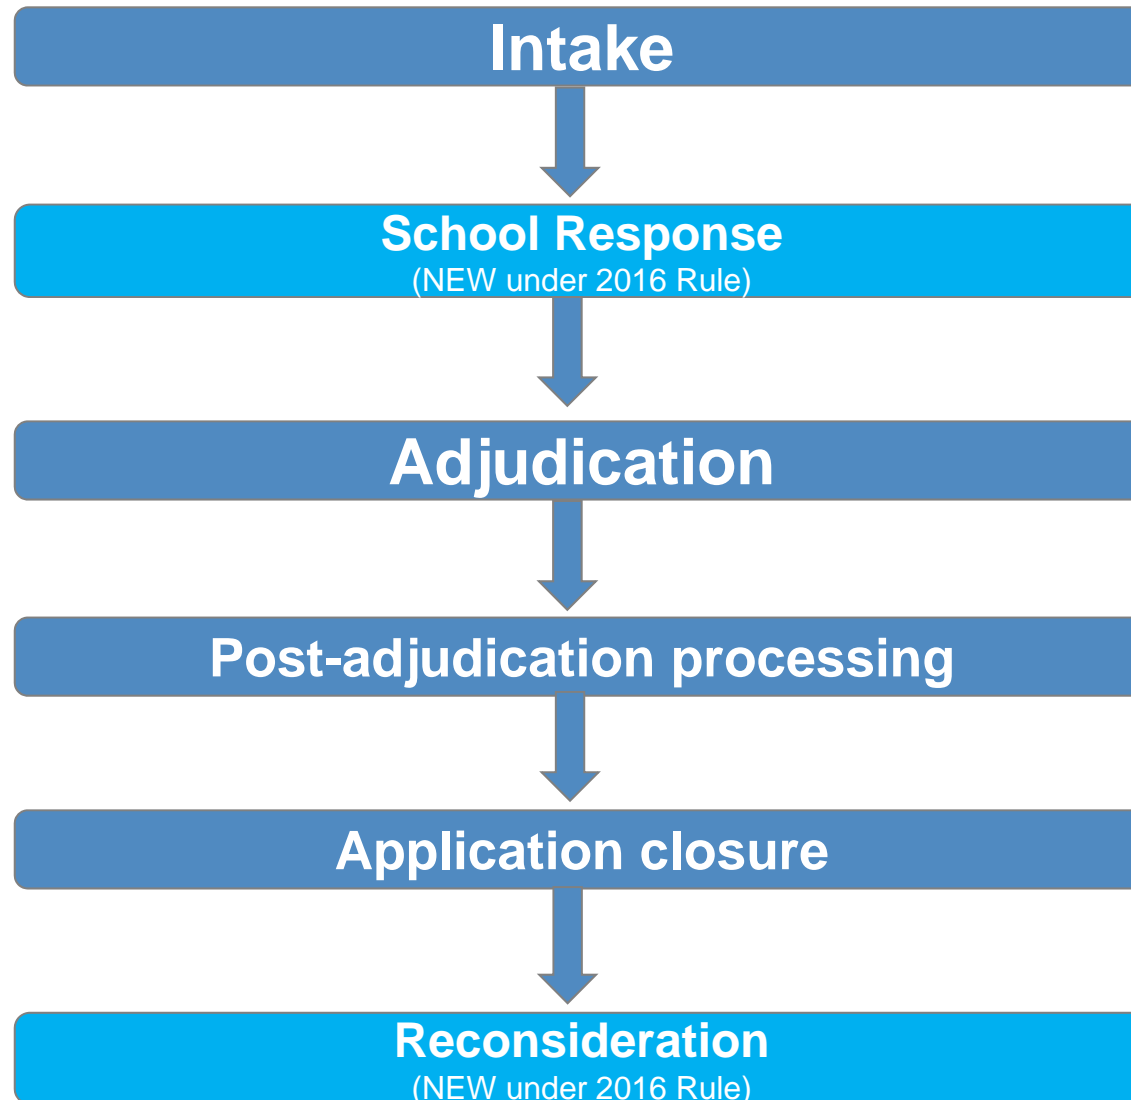 Intake
School Response
(NEW under 2016 Rule)
Adjudication
Post-adjudication processing
Application closure
Reconsideration
(NEW under 2016 Rule)